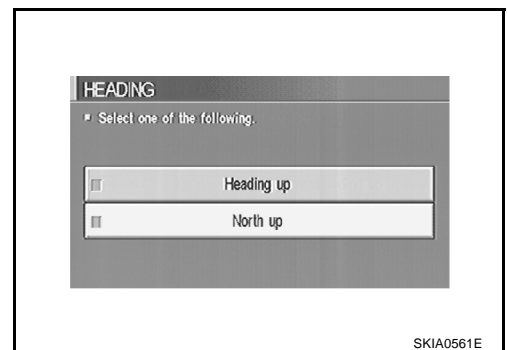 HEADING
Select one of the following.
Heading up
North up
SKIA0561E